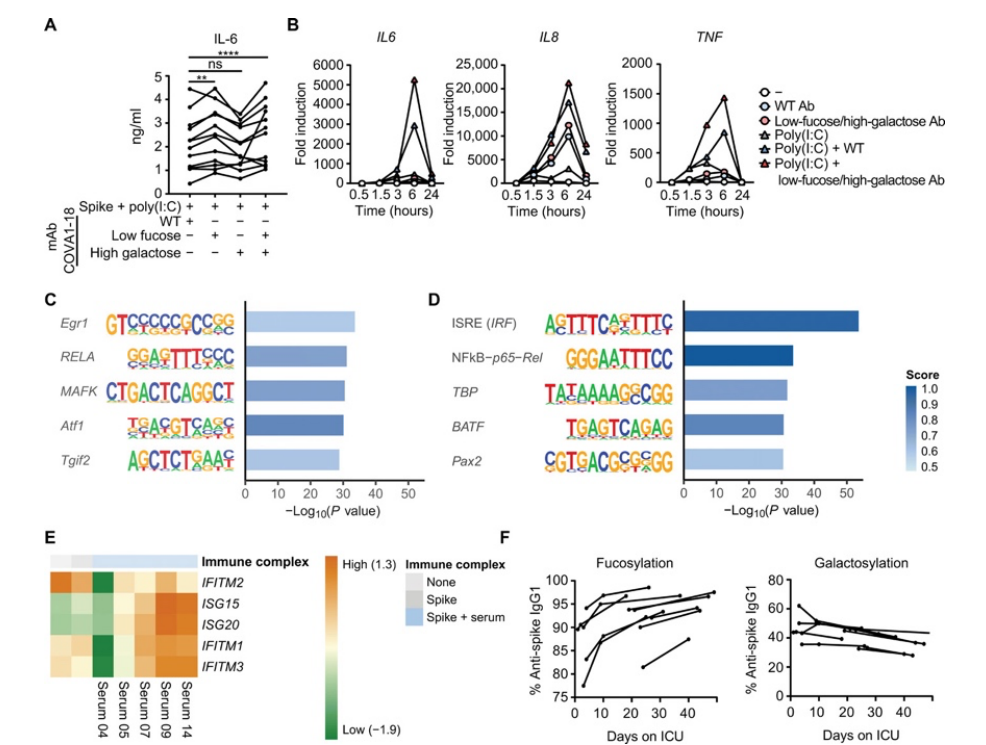 A
IL-6
****
ns
**
ng/ml
5
4
3
2
1
0
Spike + poly(I:C) + + + +
WT + – – –
Low fucose – + – +
High galactose – – + +
mAb
COVA1-18
B
IL6
Fold induction
6000
5000
4000
3000
2000
1000
0
0.5 1.5 3 6 24
Time (hours)
IL8
Fold induction
25,000
20,000
15,000
10,000
5000
0
0.5 1.5 3 6 24
Time (hours)
TNF
Fold induction
2000
1500
1000
500
0
0.5 1.5 3 6 24
Time (hours)
–
WT Ab
Low-fucose/high-galactose Ab
Poly(I:C)
Poly(I:C) + WT
Poly(I:C) +
low-fucose/high-galactose Ab
C
Egr1
GTCCCCCGCCGG
RELA
GGAGTTTCCC
MAFK
CTGACTCAGGCT
Atf1
TGACGTCAGC
Tgif2
AGCTCTGAAC
0 10 20 30 40 50
−Log10(P value)
D
ISRE (IRF)
AGTTTCAGTTTC
NFkB−p65−Rel
GGGAATTTCC
TBP
TATAAAAGGCGG
BATF
TGAGTCAGAG
Pax2
CGTGACGCGCGG
0 10 20 30 40 50
−Log10(P value)
Score
1.0
0.9
0.8
0.7
0.6
0.5
E
Immune complex
IFITM2
ISG15
ISG20
IFITM1
IFITM3
Serum 04
Serum 05
Serum 07
Serum 09
Serum 14
High (1.3)
Low (−1.9)
Immune complex
None
Spike
Spike + serum
F
Fucosylation
% Anti-spike IgG1
100
95
90
85
80
75
0 10 20 30 40
Days on ICU
Galactosylation
% Anti-spike IgG1
80
60
40
20
0
0 10 20 30 40
Days on ICU